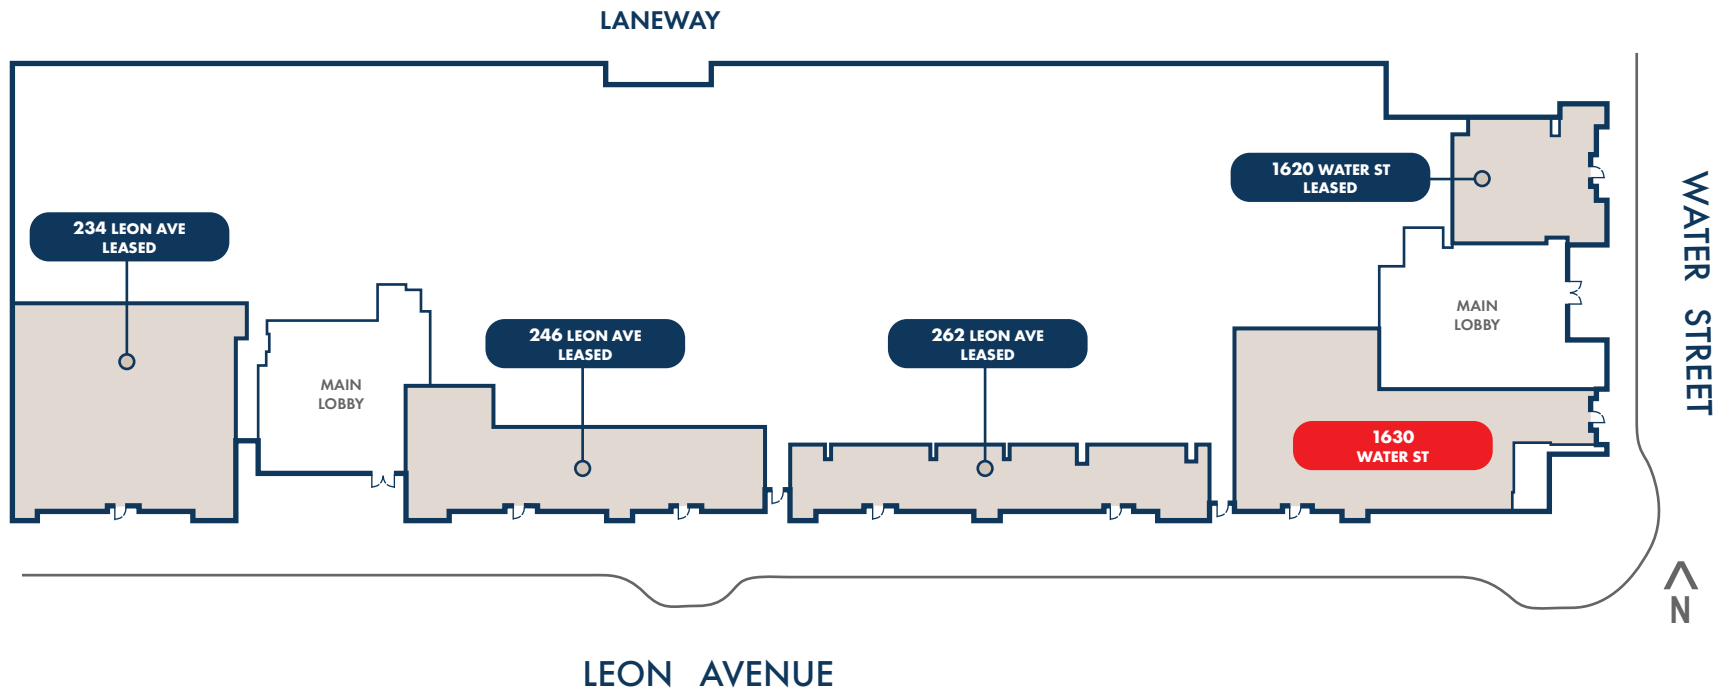 LANEWAY
1620 WATER ST
LEASED
234 LEON AVE
LEASED
WATER STREET
MAIN
LOBBY
246 LEON AVE
LEASED
262 LEON AVE
LEASED
MAIN
LOBBY
1630
WATER ST
N
LEON AVENUE